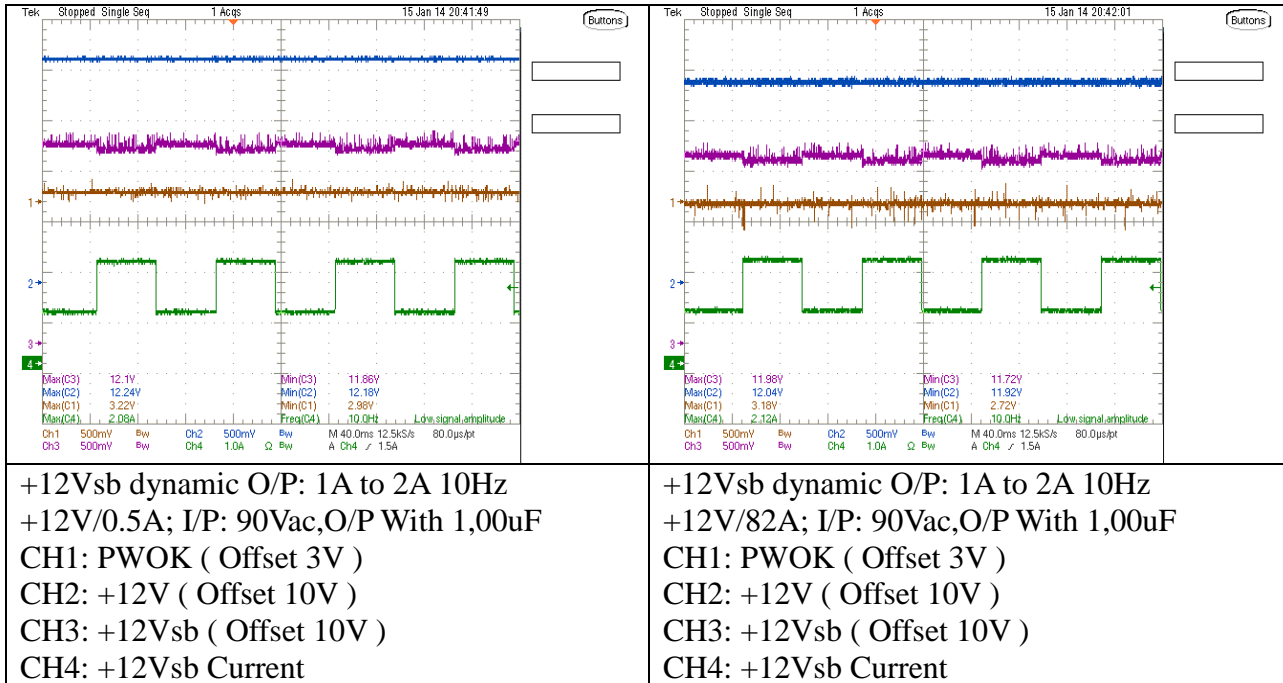 Tek Stopped Single Seq 1 Acqs 15 Jan 14 20:41:49
Buttons
1
2
3
4
Max(C3) 12.1V Min(C3) 11.86V
Max(C2) 12.24V Min(C2) 12.18V
Max(C1) 3.22V Min(C1) 2.98V
Max(C4) 2.08A Freq(C4) 10.0Hz Low signal amplitude
Ch1 500mV Bw Ch2 500mV Bw M 40.0ms 12.5kS/s 80.0µs/pt
Ch3 500mV Bw Ch4 1.0A Ω Bw A Ch4 ∕ 1.5A
+12Vsb dynamic O/P: 1A to 2A 10Hz
+12V/0.5A; I/P: 90Vac,O/P With 1,00uF
CH1: PWOK ( Offset 3V )
CH2: +12V ( Offset 10V )
CH3: +12Vsb ( Offset 10V )
CH4: +12Vsb Current
Tek Stopped Single Seq 1 Acqs 15 Jan 14 20:42:01
Buttons
1
2
3
4
Max(C3) 11.98V Min(C3) 11.72V
Max(C2) 12.04V Min(C2) 11.92V
Max(C1) 3.18V Min(C1) 2.72V
Max(C4) 2.12A Freq(C4) 10.0Hz Low signal amplitude
Ch1 500mV Bw Ch2 500mV Bw M 40.0ms 12.5kS/s 80.0µs/pt
Ch3 500mV Bw Ch4 1.0A Ω Bw A Ch4 ∕ 1.5A
+12Vsb dynamic O/P: 1A to 2A 10Hz
+12V/82A; I/P: 90Vac,O/P With 1,00uF
CH1: PWOK ( Offset 3V )
CH2: +12V ( Offset 10V )
CH3: +12Vsb ( Offset 10V )
CH4: +12Vsb Current